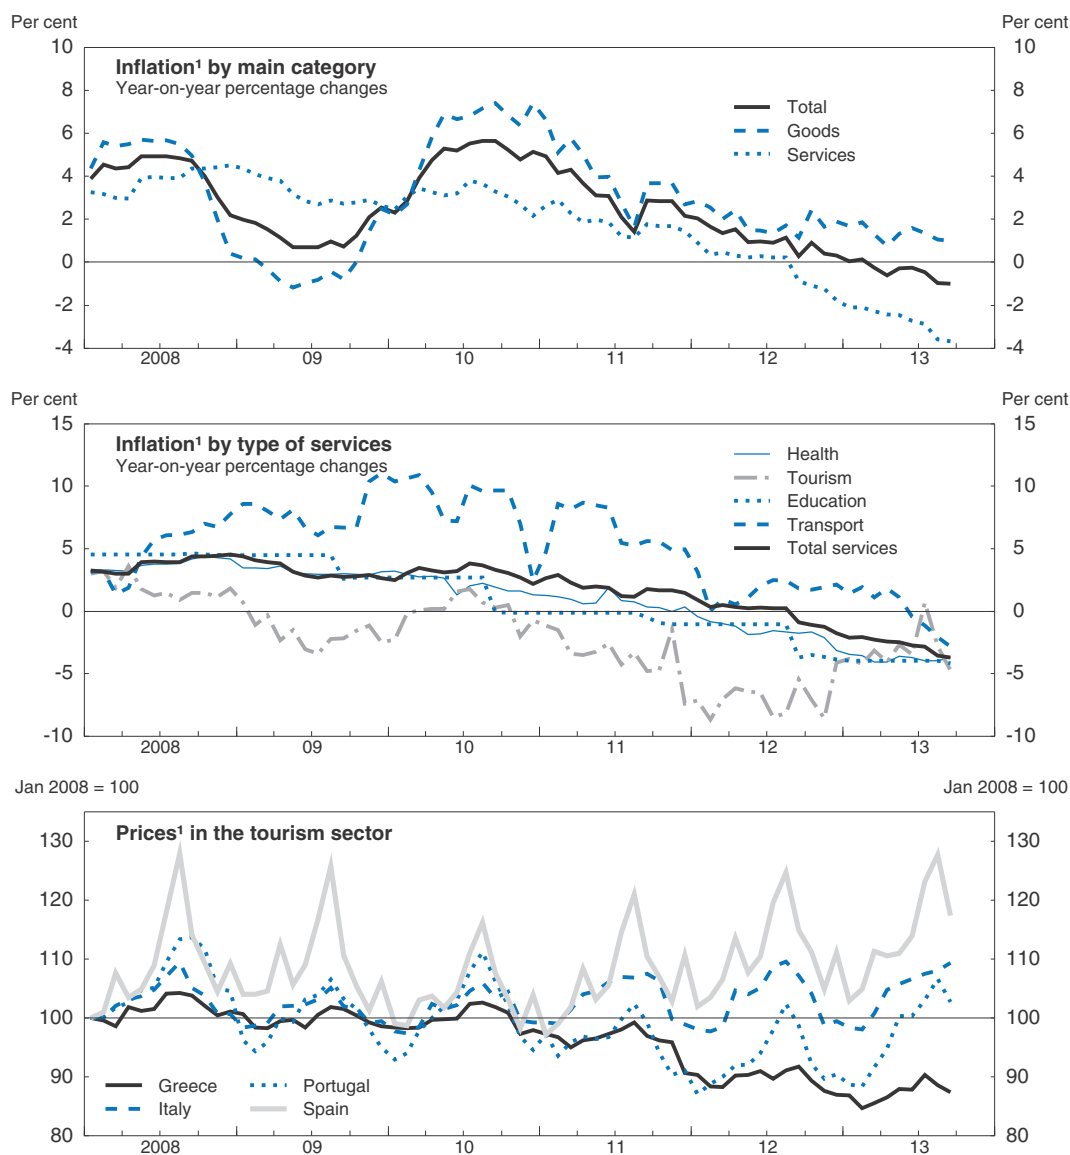 Per cent Per cent
10 10
Inflation¹ by main category
Year-on-year percentage changes
8 8
Total
Goods
6 6
Services
4 4
2 2
0 0
-2 -2
-4 -4
2008 09 10 11 12 13
Per cent Per cent
15 15
Inflation¹ by type of services
Year-on-year percentage changes
Health
Tourism
10 10
Education
Transport
Total services
5 5
0 0
-5 -5
-10 -10
2008 09 10 11 12 13
Jan 2008 = 100 Jan 2008 = 100
Prices¹ in the tourism sector
130 130
120 120
110 110
100 100
90 90
Greece Portugal
Italy Spain
80 80
2008 09 10 11 12 13